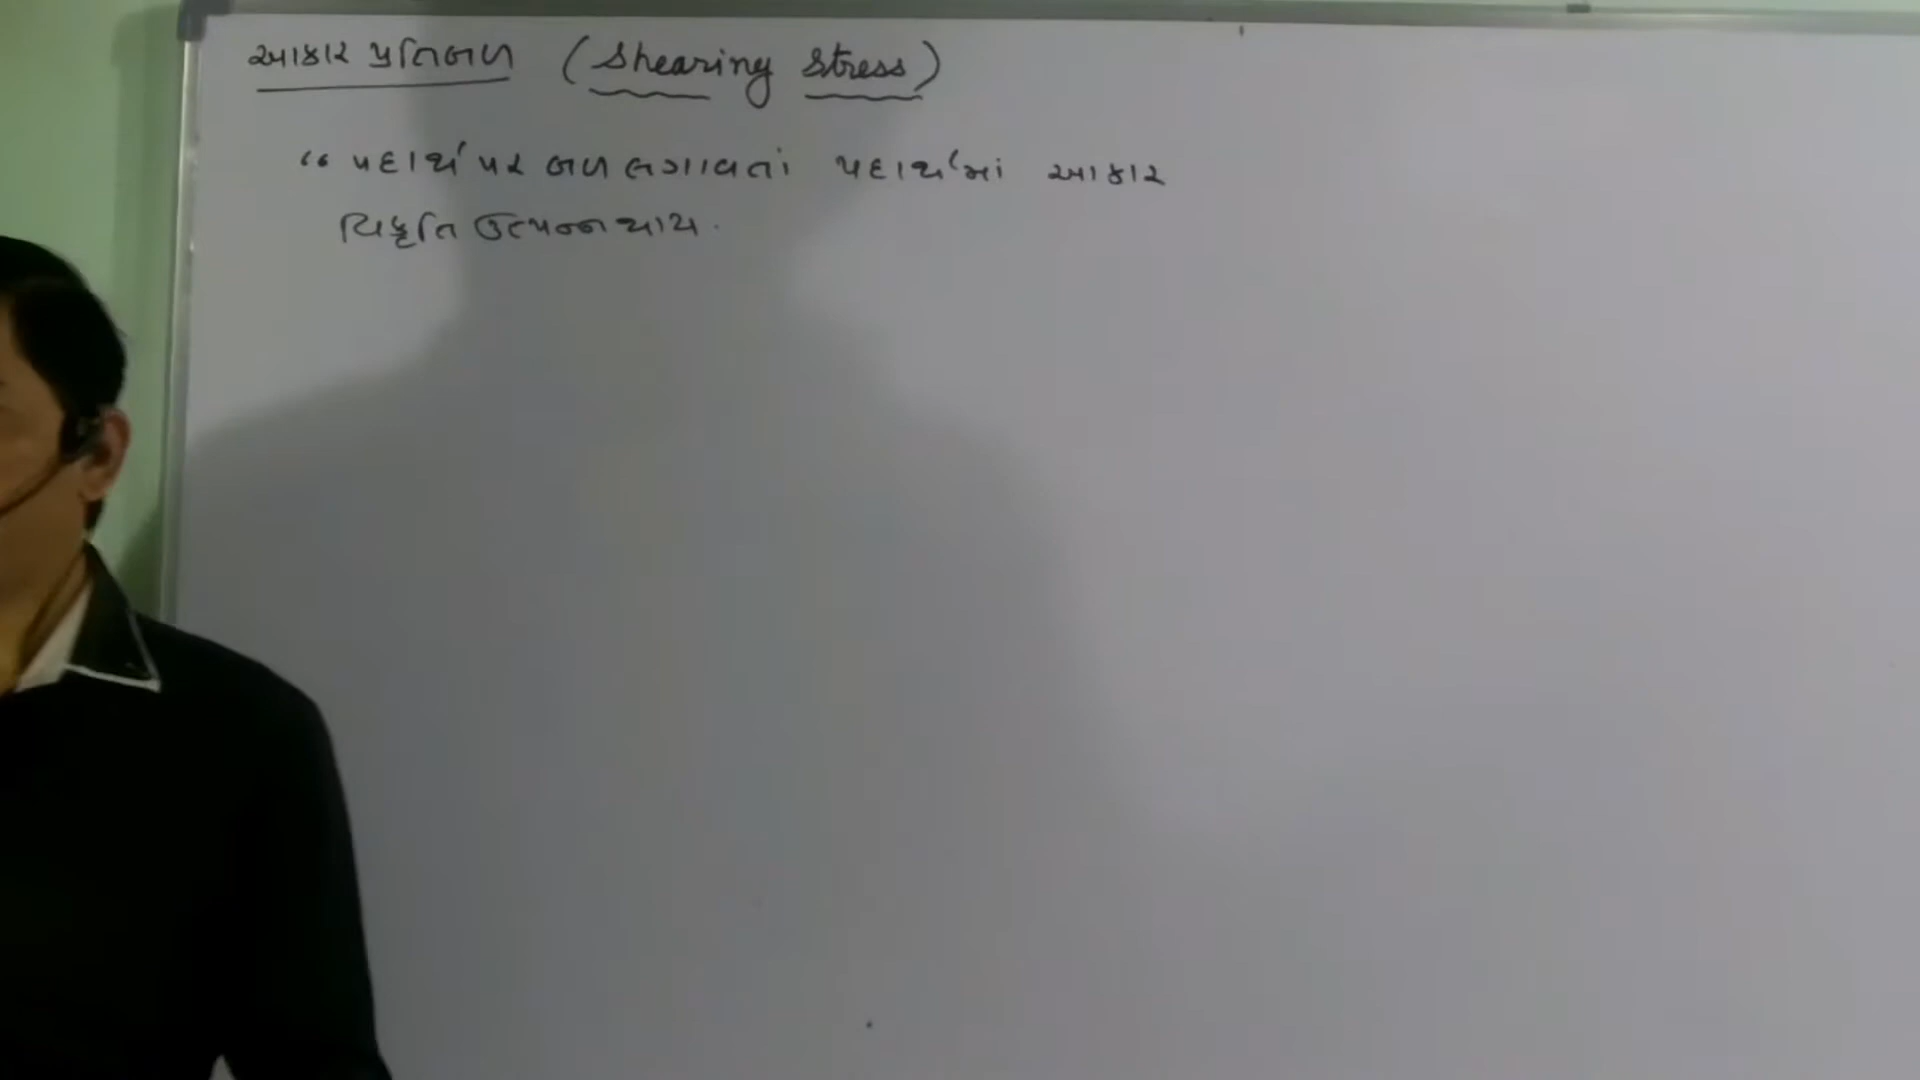 આકાર પ્રતિબળ (Shearing Stress)
“ પદાર્થ પર બળ લગાવતાં પદાર્થમાં આકાર
વિકૃતિ ઉત્પન્ન થાય.